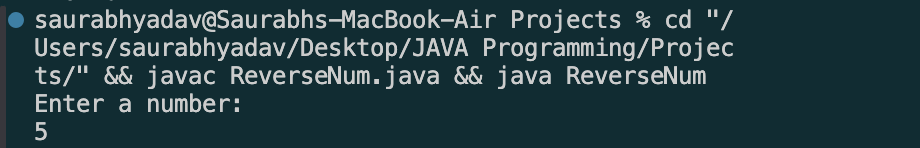 saurabhyadav@Saurabhs-MacBook-Air Projects % cd "/
Users/saurabhyadav/Desktop/JAVA Programming/Projec
ts/" && javac ReverseNum.java && java ReverseNum
Enter a number:
5